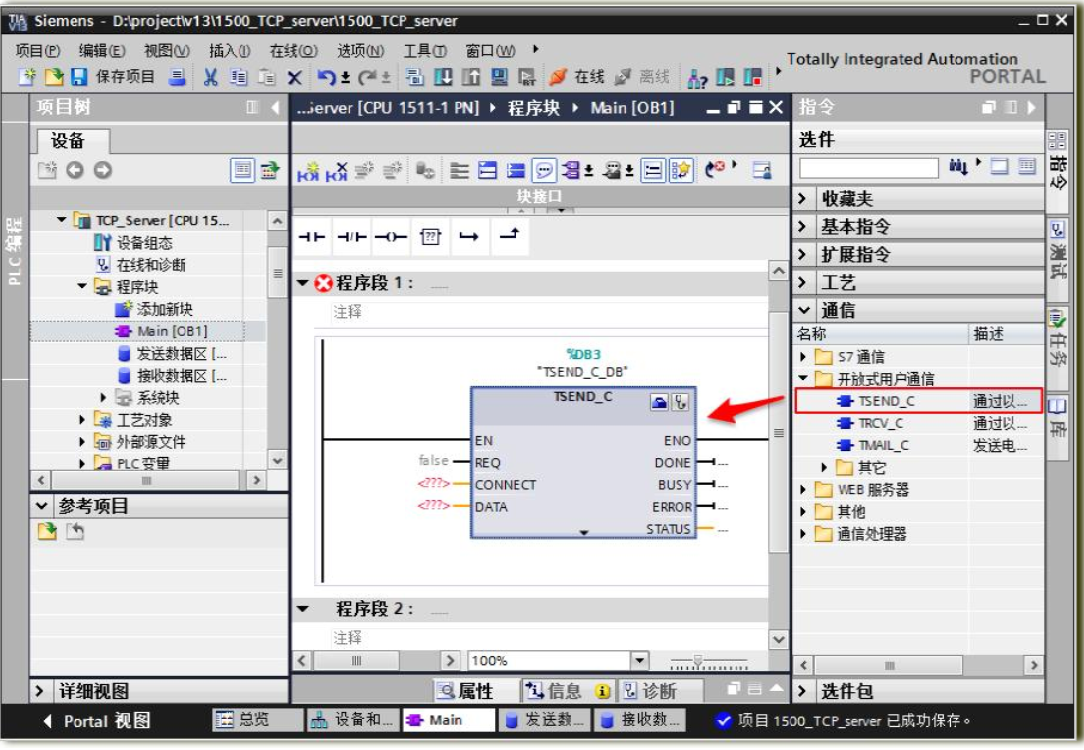 Siemens - D:\project\v13\1500_TCP_server\1500_TCP_server
项目(P) 编辑(E) 视图(V) 插入(I) 在线(O) 选项(N) 工具(T) 窗口(W)
Totally Integrated Automation
PORTAL
保存项目 在线 离线
项目树
...Server [CPU 1511-1 PN] 程序块 Main [OB1]
指令
设备
选件
块接口
PLC 编程
TCP_Server [CPU 15...
设备组态
在线和诊断
程序块
添加新块
Main [OB1]
发送数据区 [...
接收数据区 [...
系统块
工艺对象
外部源文件
PLC 变量
参考项目
详细视图
程序段 1：
注释
%DB3
"TSEND_C_DB"
TSEND_C
EN ENO
false REQ DONE ...
<???> CONNECT BUSY ...
<???> DATA ERROR ...
STATUS ...
程序段 2：
注释
100%
属性 信息 诊断
收藏夹
基本指令
扩展指令
工艺
通信
名称 描述
S7 通信
开放式用户通信
TSEND_C 通过以...
TRCV_C 通过以...
TMAIL_C 发送电...
其它
WEB 服务器
其他
通信处理器
选件包
指令
测试
任务
库
Portal 视图 总览 设备和... Main 发送数... 接收数... 项目 1500_TCP_server 已成功保存。